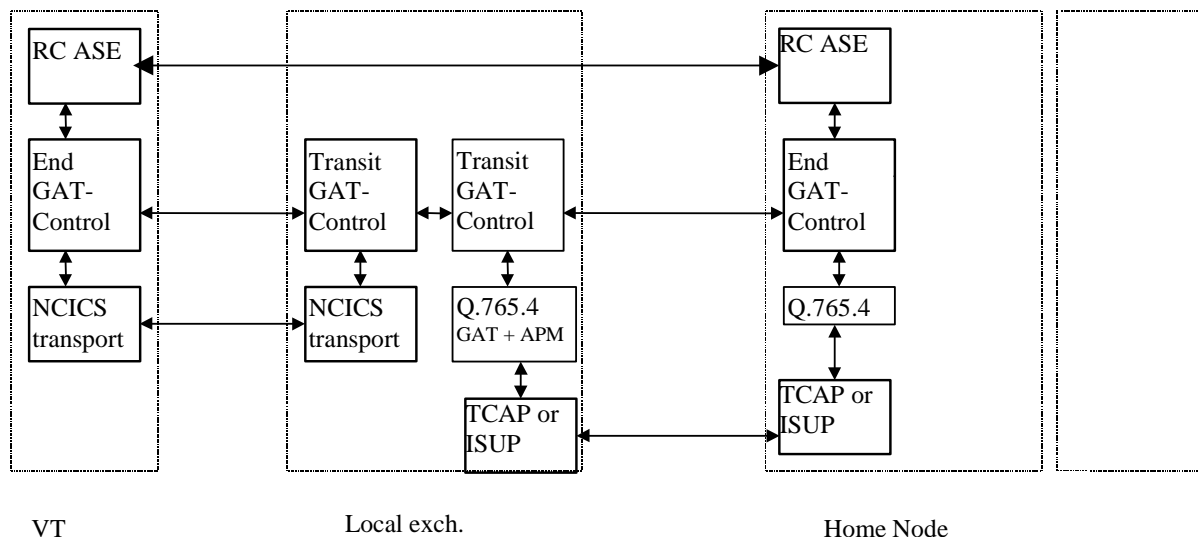 RC ASE
RC ASE
End
GAT-
Control
Transit
GAT-
Control
Transit
GAT-
Control
End
GAT-
Control
NCICS
transport
NCICS
transport
Q.765.4
GAT + APM
Q.765.4
TCAP or
ISUP
TCAP or
ISUP
VT
Local exch.
Home Node